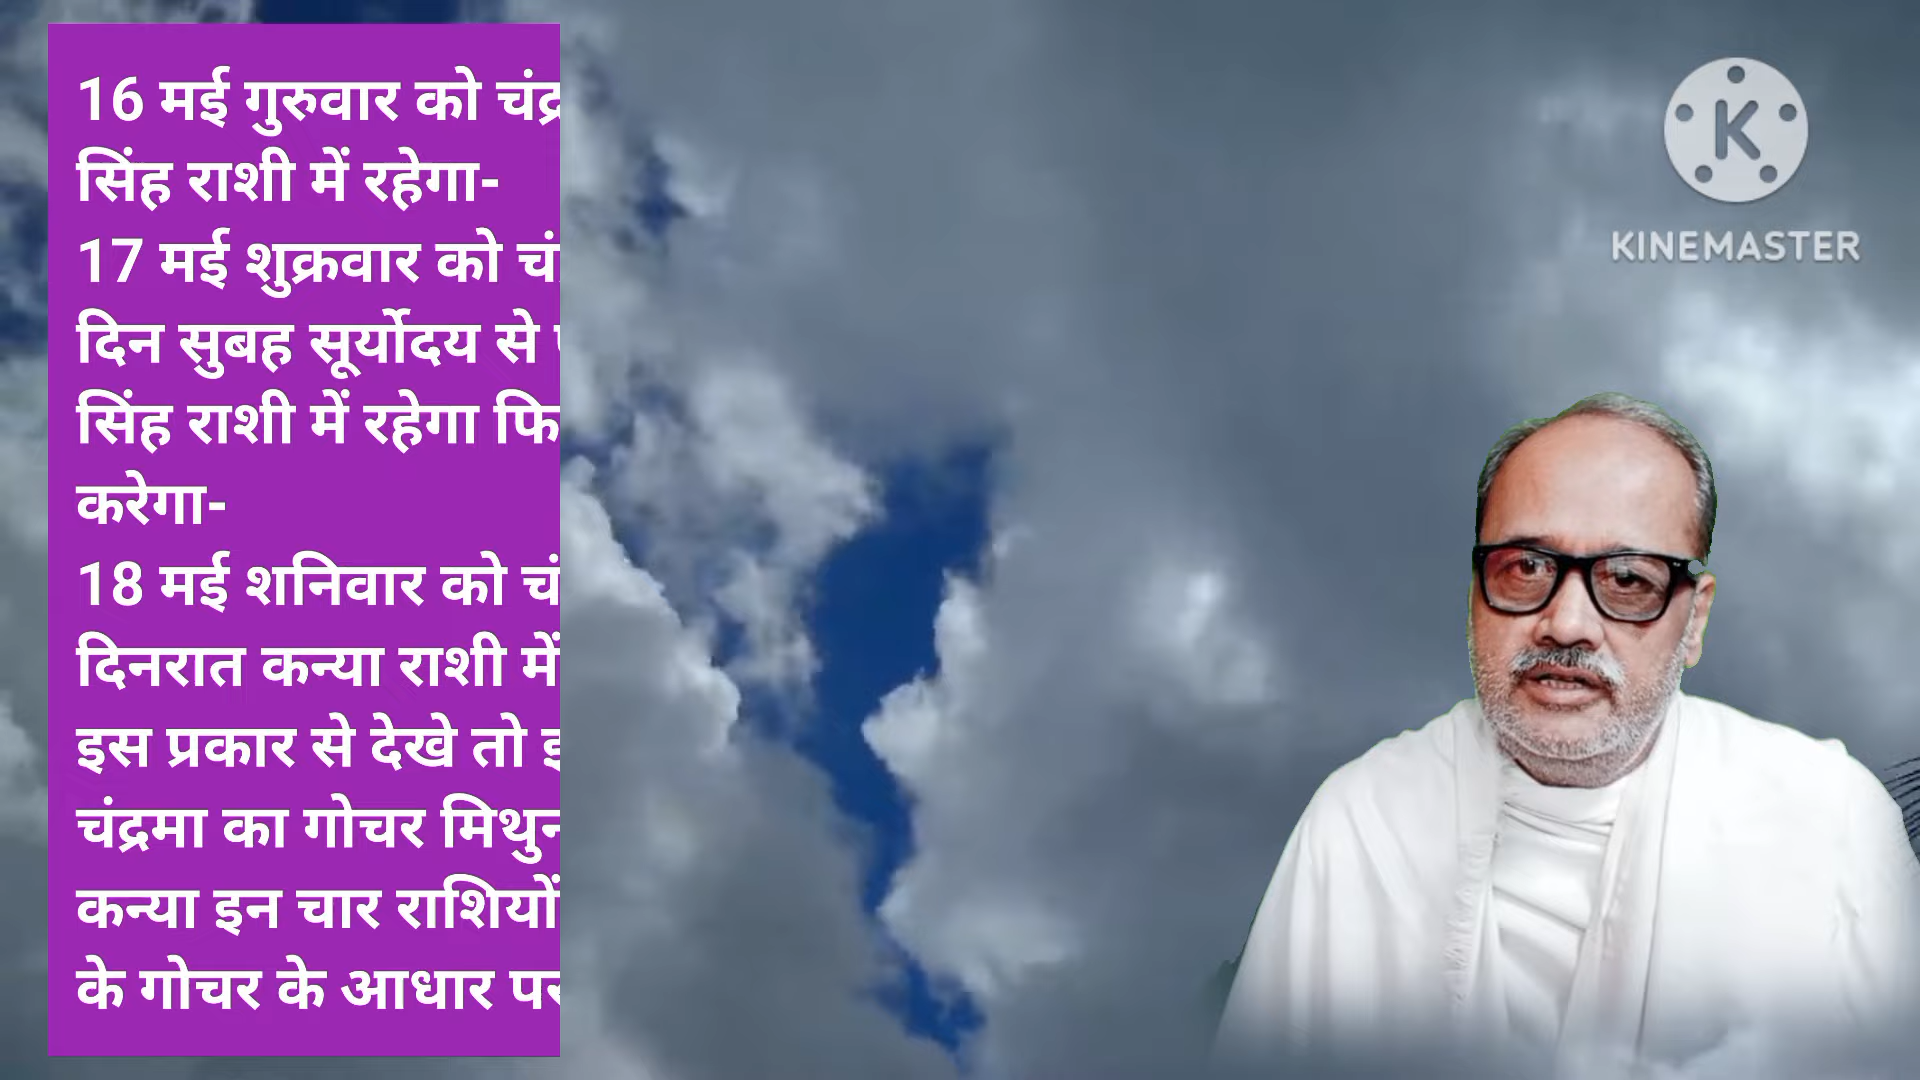 16 मई गुरुवार को चंद्र
सिंह राशी में रहेगा-
17 मई शुक्रवार को
दिन सुबह सूर्योदय से
सिंह राशी में रहेगा
करेगा-
18 मई शनिवार को
दिनरात कन्या राशी में
इस प्रकार से देखे तो
चंद्रमा का गोचर मिथुन
कन्या इन चार राशियों
के गोचर के आधार पर
KINEMASTER